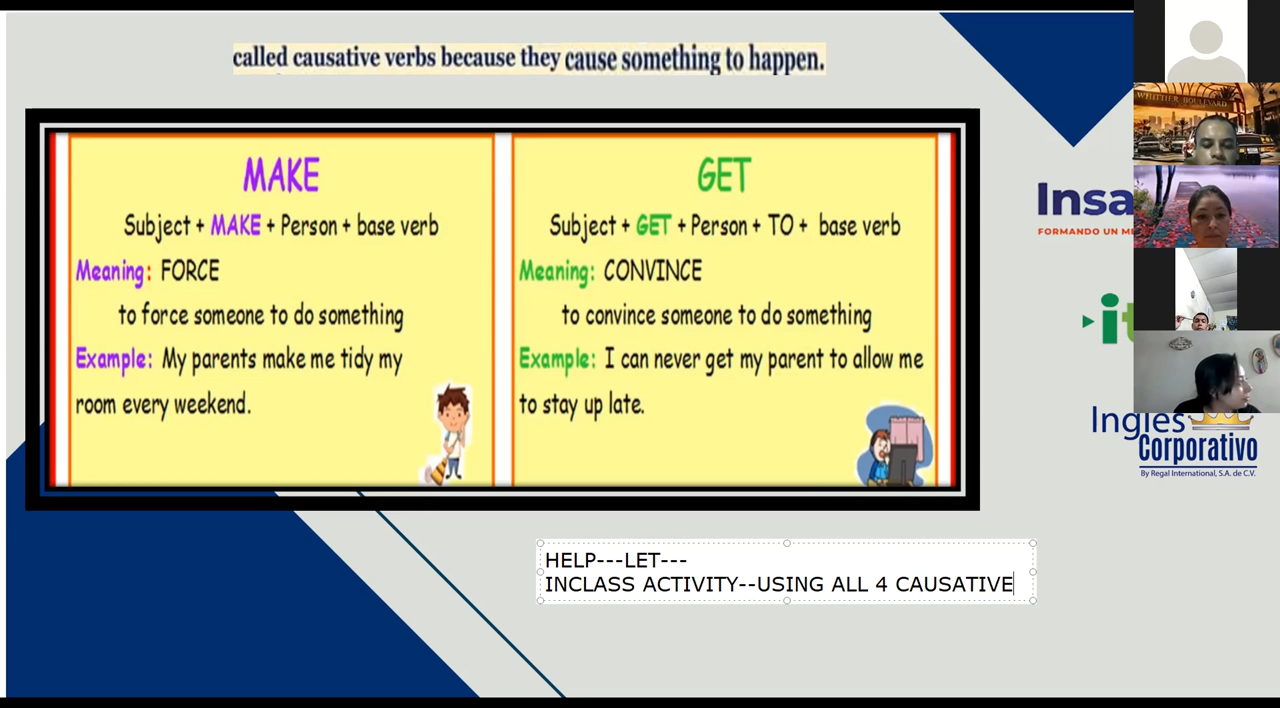 called causative verbs because they cause something to happen.
MAKE
Subject + MAKE + Person + base verb
Meaning: FORCE
to force someone to do something
Example: My parents make me tidy my
room every weekend.
GET
Subject + GET + Person + TO + base verb
Meaning: CONVINCE
to convince someone to do something
Example: I can never get my parent to allow me
to stay up late.
HELP---LET---
INCLASS ACTIVITY--USING ALL 4 CAUSATIVE
WHITTIER BOULEVARD
Insa
FORMANDO UN M
it
Ingles
Corporativo
By Regal International, S.A. de C.V.